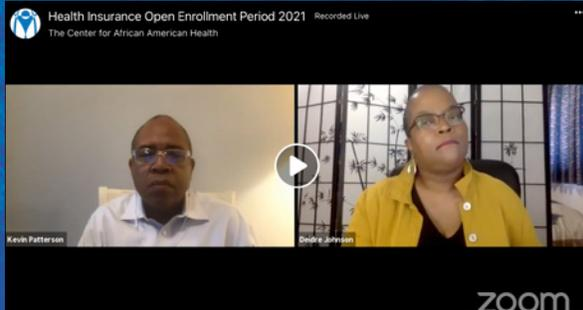 Health Insurance Open Enrollment Period 2021 Recorded Live
The Center for African American Health
Kevin Patterson
Deidre Johnson
zoom